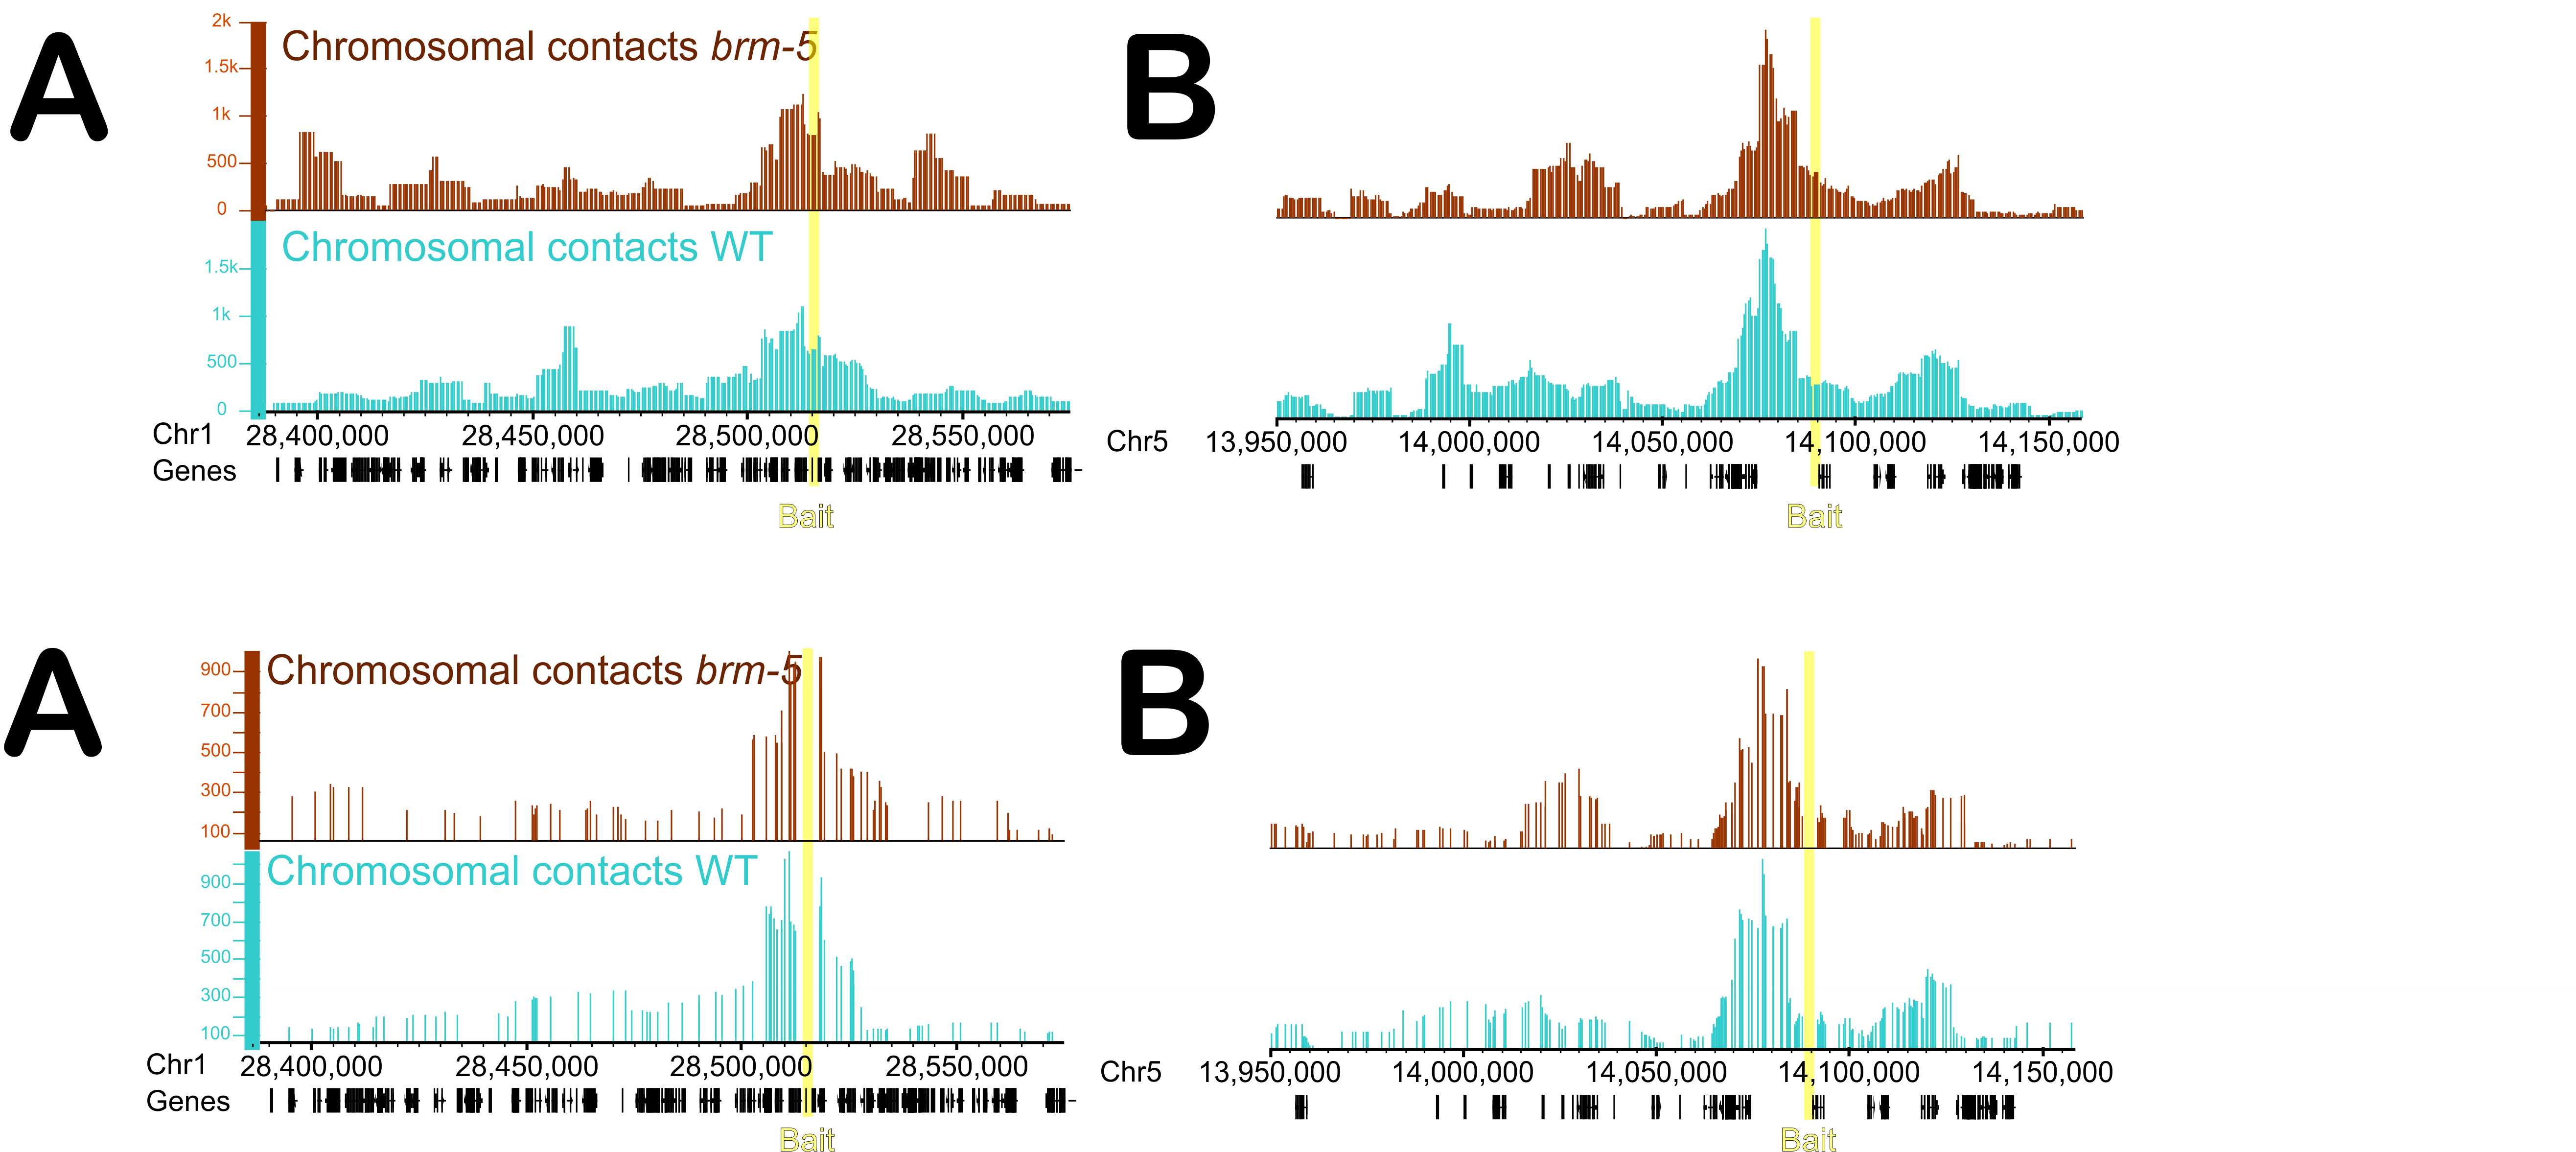 A
2k
Chromosomal contacts brm-5
1.5k
1k
500
0
Chromosomal contacts WT
1.5k
1k
500
0
Chr1
28,400,000 28,450,000 28,500,000 28,550,000
Genes
Bait
B
Chr5
13,950,000 14,000,000 14,050,000 14,100,000 14,150,000
Bait
A
Chromosomal contacts brm-5
900
700
500
300
100
Chromosomal contacts WT
900
700
500
300
100
Chr1
28,400,000 28,450,000 28,500,000 28,550,000
Genes
Bait
B
Chr5
13,950,000 14,000,000 14,050,000 14,100,000 14,150,000
Bait